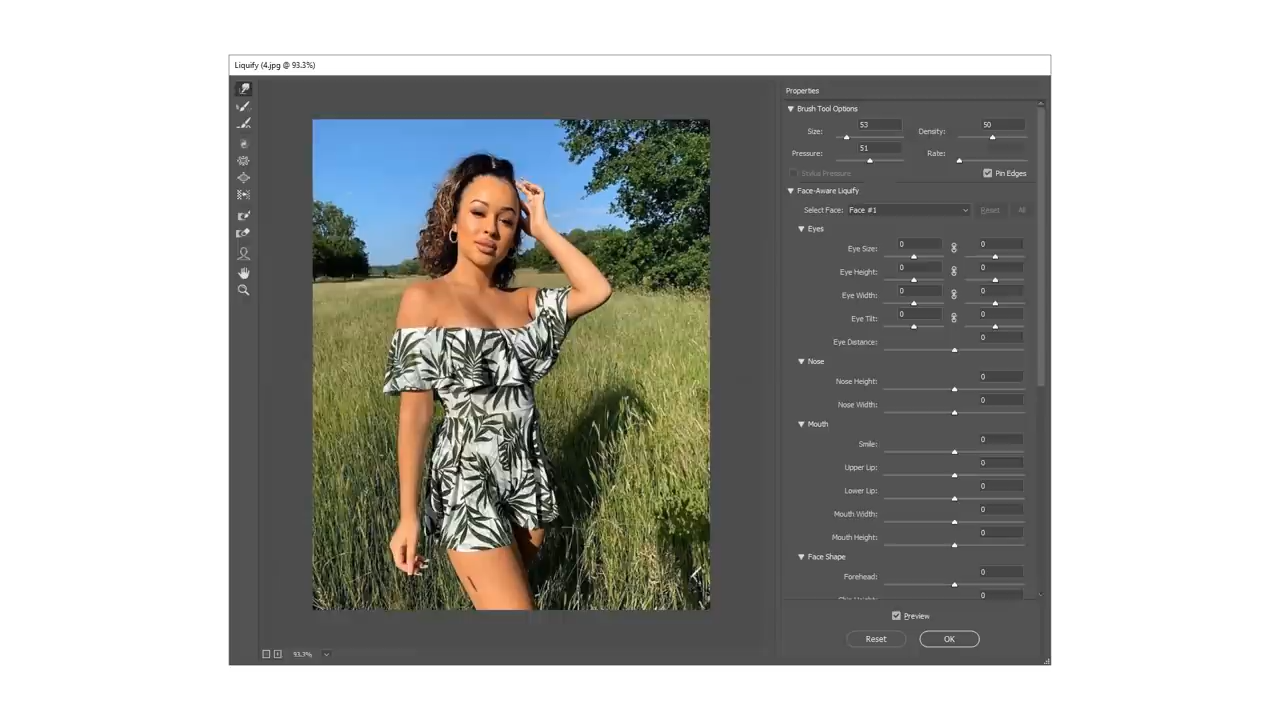 Liquify (4.jpg @ 93.3%)
Properties
Brush Tool Options
Size: 53 Density: 50
Pressure: 51 Rate:
Stylus Pressure Pin Edges
Face-Aware Liquify
Select Face: Face #1 Reset All
Eyes
Eye Size: 0 0
Eye Height: 0 0
Eye Width: 0 0
Eye Tilt: 0 0
Eye Distance: 0
Nose
Nose Height: 0
Nose Width: 0
Mouth
Smile: 0
Upper Lip: 0
Lower Lip: 0
Mouth Width: 0
Mouth Height: 0
Face Shape
Forehead: 0
Chin Height: 0
Preview
Reset OK
93.3%